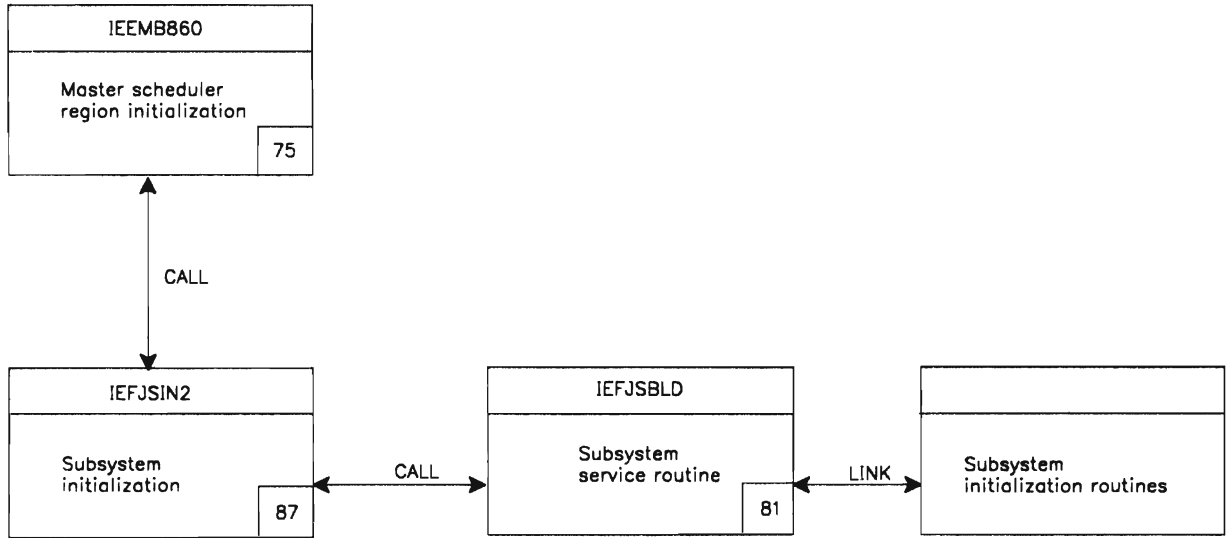 IEEMB860
Master scheduler
region initialization
75
CALL
IEFJSIN2
Subsystem
initialization
87
CALL
IEFJSBLD
Subsystem
service routine
81
LINK
Subsystem
initialization routines